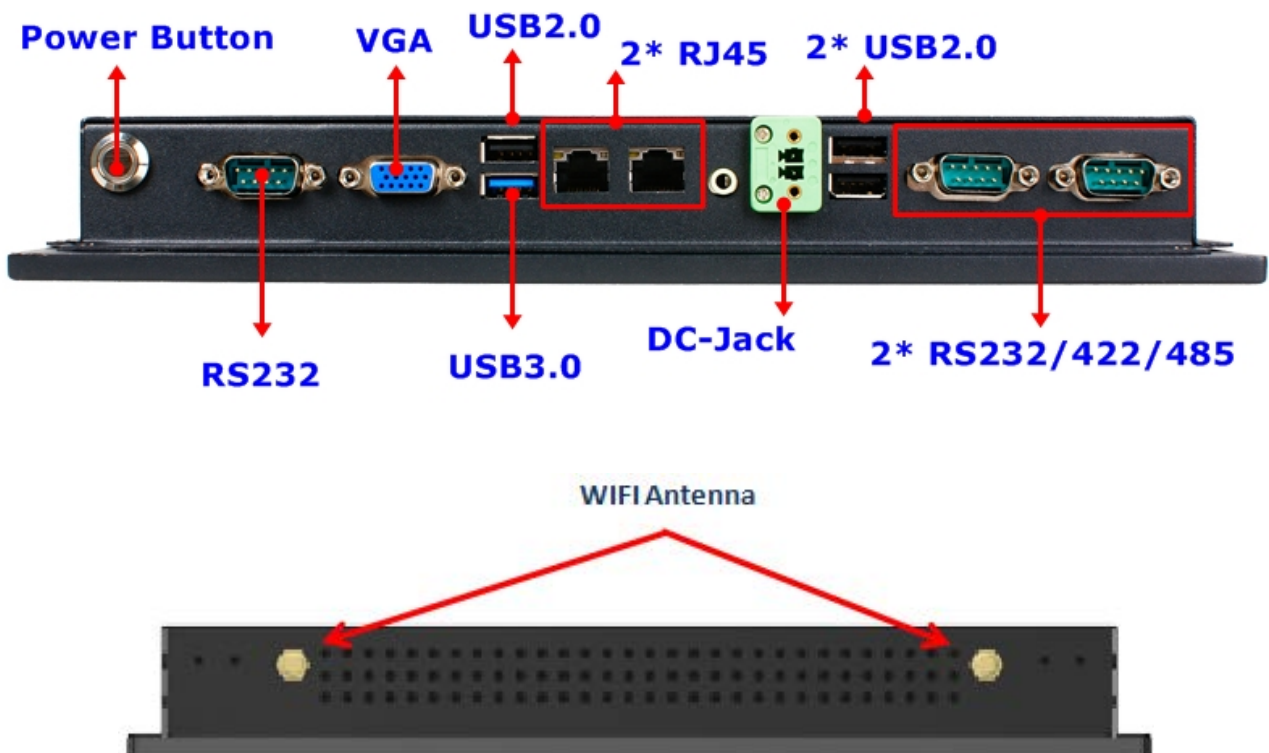 Power Button
VGA
USB2.0
2* RJ45
2* USB2.0
RS232
USB3.0
DC-Jack
2* RS232/422/485
WIFI Antenna